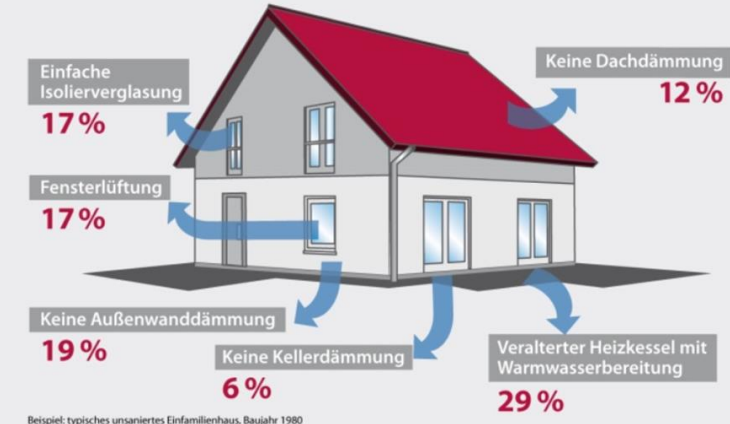 Einfache
Isolierverglasung
17 %
Keine Dachdämmung
12 %
Fensterlüftung
17 %
Keine Außenwanddämmung
19 %
Keine Kellerdämmung
6 %
Veralterter Heizkessel mit
Warmwasserbereitung
29 %
Beispiel: typisches unsaniertes Einfamilienhaus, Baujahr 1980